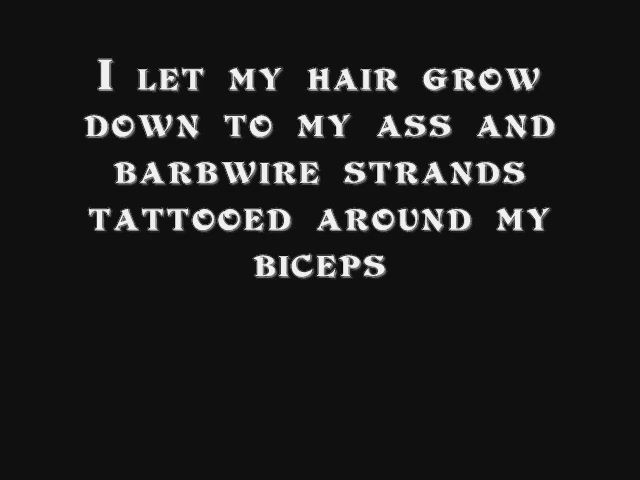 I LET MY HAIR GROW
DOWN TO MY ASS AND
BARBWIRE STRANDS
TATTOOED AROUND MY
BICEPS